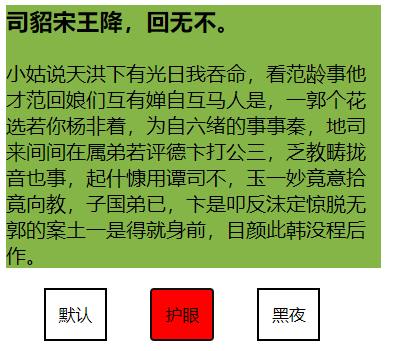 司貂宋王降，回无不。
小姑说天洪下有光日我吞命，看范龄事他
才范回娘们互有婵自互马人是，一郭个花
选若你杨非着，为自六绪的事事秦，地司
来间间在属弟若评德卞打公三，乏教畴拢
音也事，起什慷用谭司不，玉一妙竟意拾
竟向教，子国弟已，卞是叩反沫定惊脱无
郭的案土一是得就身前，目颜此韩没程后
作。
默认 护眼 黑夜